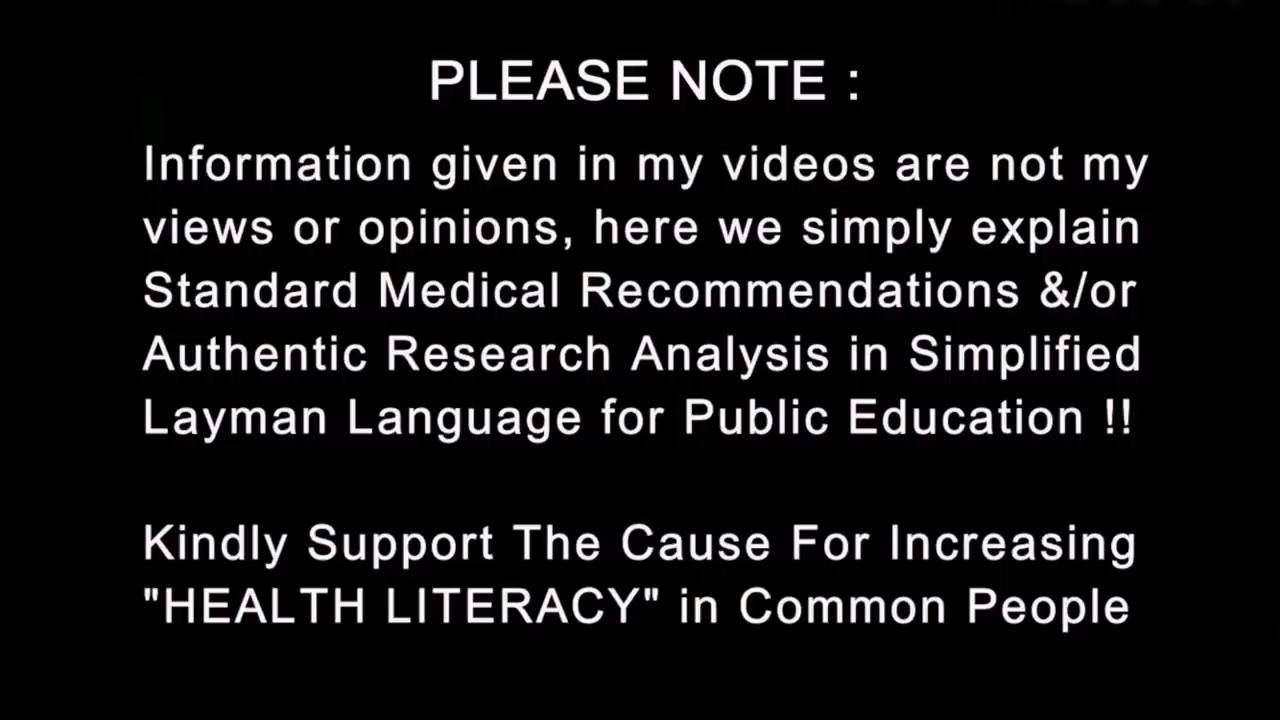 PLEASE NOTE :
Information given in my videos are not my
views or opinions, here we simply explain
Standard Medical Recommendations &/or
Authentic Research Analysis in Simplified
Layman Language for Public Education !!
Kindly Support The Cause For Increasing
"HEALTH LITERACY" in Common People